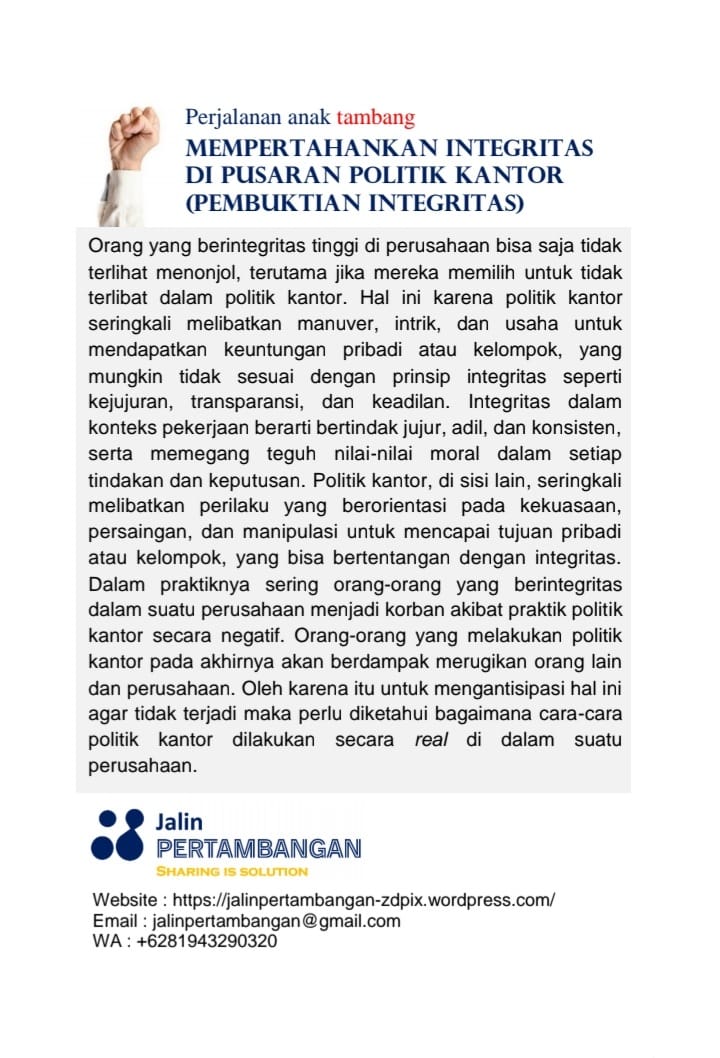 Perjalanan anak tambang
MEMPERTAHANKAN INTEGRITAS
DI PUSARAN POLITIK KANTOR
(PEMBUKTIAN INTEGRITAS)
Orang yang berintegritas tinggi di perusahaan bisa saja tidak
terlihat menonjol, terutama jika mereka memilih untuk tidak
terlibat dalam politik kantor. Hal ini karena politik kantor
seringkali melibatkan manuver, intrik, dan usaha untuk
mendapatkan keuntungan pribadi atau kelompok, yang
mungkin tidak sesuai dengan prinsip integritas seperti
kejujuran, transparansi, dan keadilan. Integritas dalam
konteks pekerjaan berarti bertindak jujur, adil, dan konsisten,
serta memegang teguh nilai-nilai moral dalam setiap
tindakan dan keputusan. Politik kantor, di sisi lain, seringkali
melibatkan perilaku yang berorientasi pada kekuasaan,
persaingan, dan manipulasi untuk mencapai tujuan pribadi
atau kelompok, yang bisa bertentangan dengan integritas.
Dalam praktiknya sering orang-orang yang berintegritas
dalam suatu perusahaan menjadi korban akibat praktik politik
kantor secara negatif. Orang-orang yang melakukan politik
kantor pada akhirnya akan berdampak merugikan orang lain
dan perusahaan. Oleh karena itu untuk mengantisipasi hal ini
agar tidak terjadi maka perlu diketahui bagaimana cara-cara
politik kantor dilakukan secara real di dalam suatu
perusahaan.
Jalin
PERTAMBANGAN
SHARING IS SOLUTION
Website : https://jalinpertambangan-zdpix.wordpress.com/
Email : jalinpertambangan@gmail.com
WA : +6281943290320